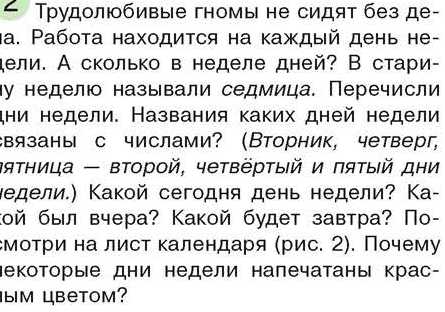 2 Трудолюбивые гномы не сидят без де-
ла. Работа находится на каждый день не-
дели. А сколько в неделе дней? В стари-
ну неделю называли седмица. Перечисли
дни недели. Названия каких дней недели
связаны с числами? (Вторник, четверг,
пятница — второй, четвёртый и пятый дни
недели.) Какой сегодня день недели? Ка-
кой был вчера? Какой будет завтра? По-
смотри на лист календаря (рис. 2). Почему
некоторые дни недели напечатаны крас-
ным цветом?